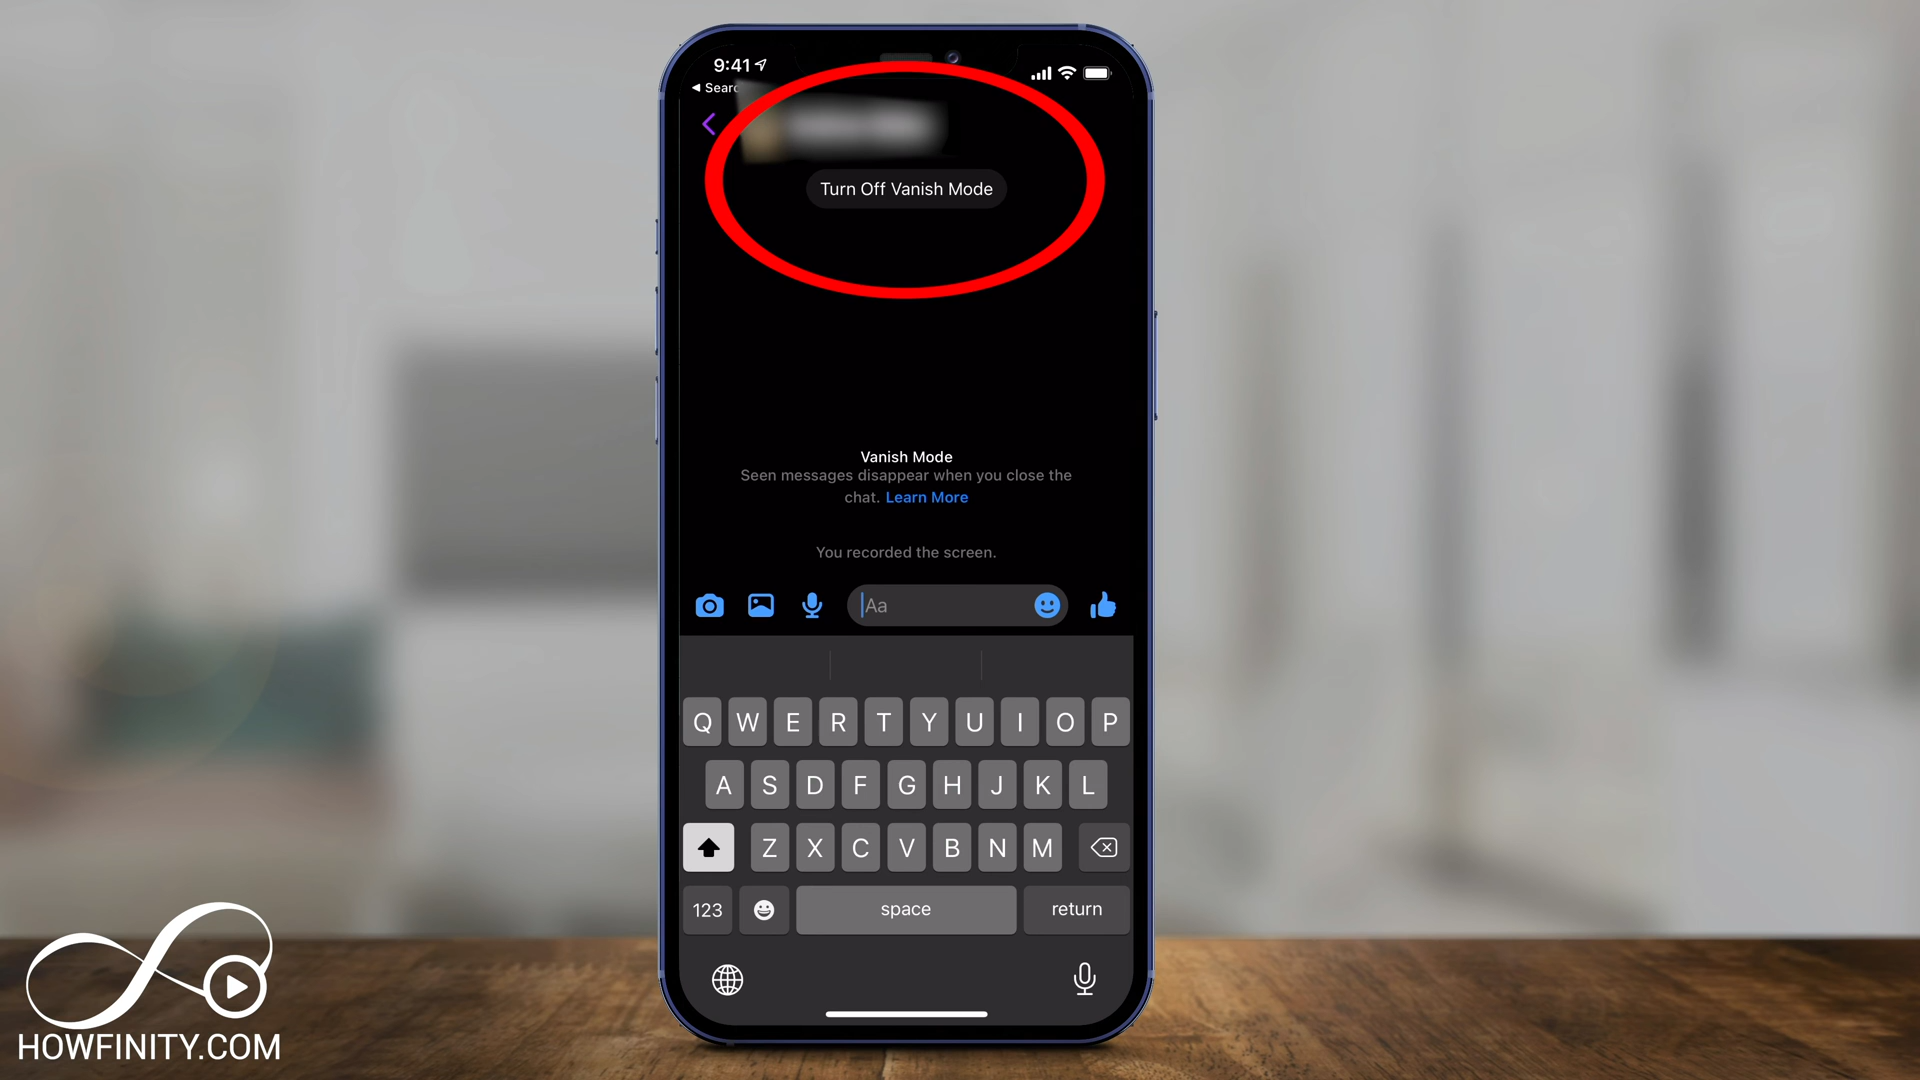 9:41
◄ Searc
Turn Off Vanish Mode
Vanish Mode
Seen messages disappear when you close the
chat. Learn More
You recorded the screen.
Aa
Q W E R T Y U I O P
A S D F G H J K L
Z X C V B N M
123 space return
HOWFINITY.COM